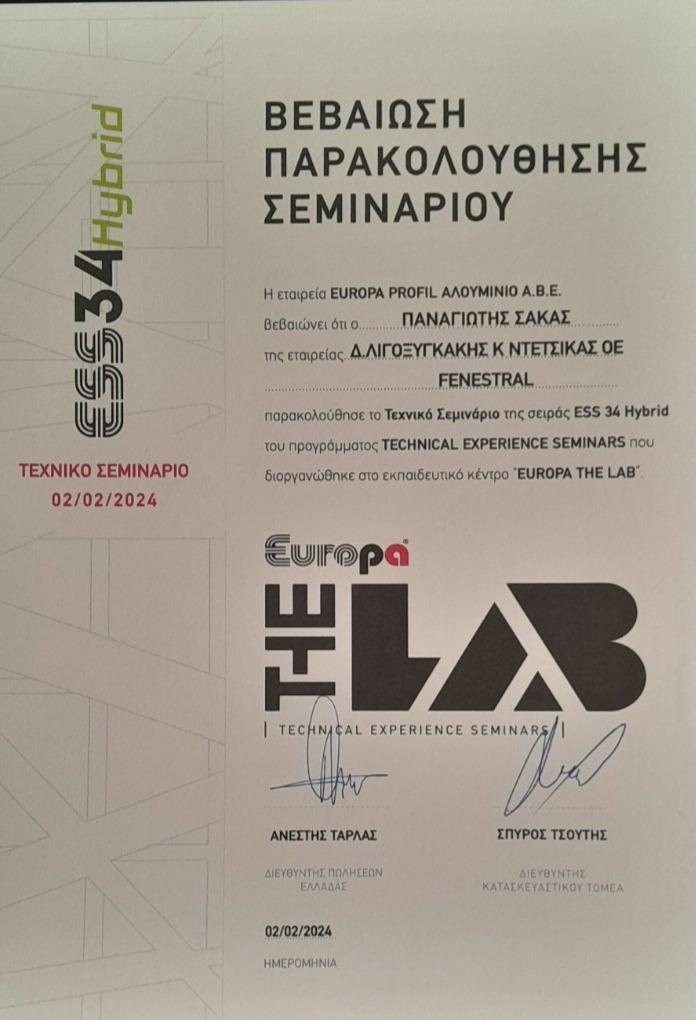 ESS 34 Hybrid
ΤΕΧΝΙΚΟ ΣΕΜΙΝΑΡΙΟ
02/02/2024
ΒΕΒΑΙΩΣΗ
ΠΑΡΑΚΟΛΟΥΘΗΣΗΣ
ΣΕΜΙΝΑΡΙΟΥ
Η εταιρεία EUROPA PROFIL ΑΛΟΥΜΙΝΙΟ Α.Β.Ε.
βεβαιώνει ότι ο ΠΑΝΑΓΙΩΤΗΣ ΣΑΚΑΣ
της εταιρείας Δ.ΛΙΓΟΞΥΓΚΑΚΗΣ Κ ΝΤΕΤΣΙΚΑΣ ΟΕ
FENESTRAL
παρακολούθησε το Τεχνικό Σεμινάριο της σειράς ESS 34 Hybrid
του προγράμματος TECHNICAL EXPERIENCE SEMINARS που
διοργανώθηκε στο εκπαιδευτικό κέντρο "EUROPA THE LAB".
Europa®
THE LAB
| TECHNICAL EXPERIENCE SEMINARS |
ΑΝΕΣΤΗΣ ΤΑΡΛΑΣ
ΔΙΕΥΘΥΝΤΗΣ ΠΩΛΗΣΕΩΝ
ΕΛΛΑΔΑΣ
ΣΠΥΡΟΣ ΤΣΟΥΤΗΣ
ΔΙΕΥΘΥΝΤΗΣ
ΚΑΤΑΣΚΕΥΑΣΤΙΚΟΥ ΤΟΜΕΑ
02/02/2024
ΗΜΕΡΟΜΗΝΙΑ